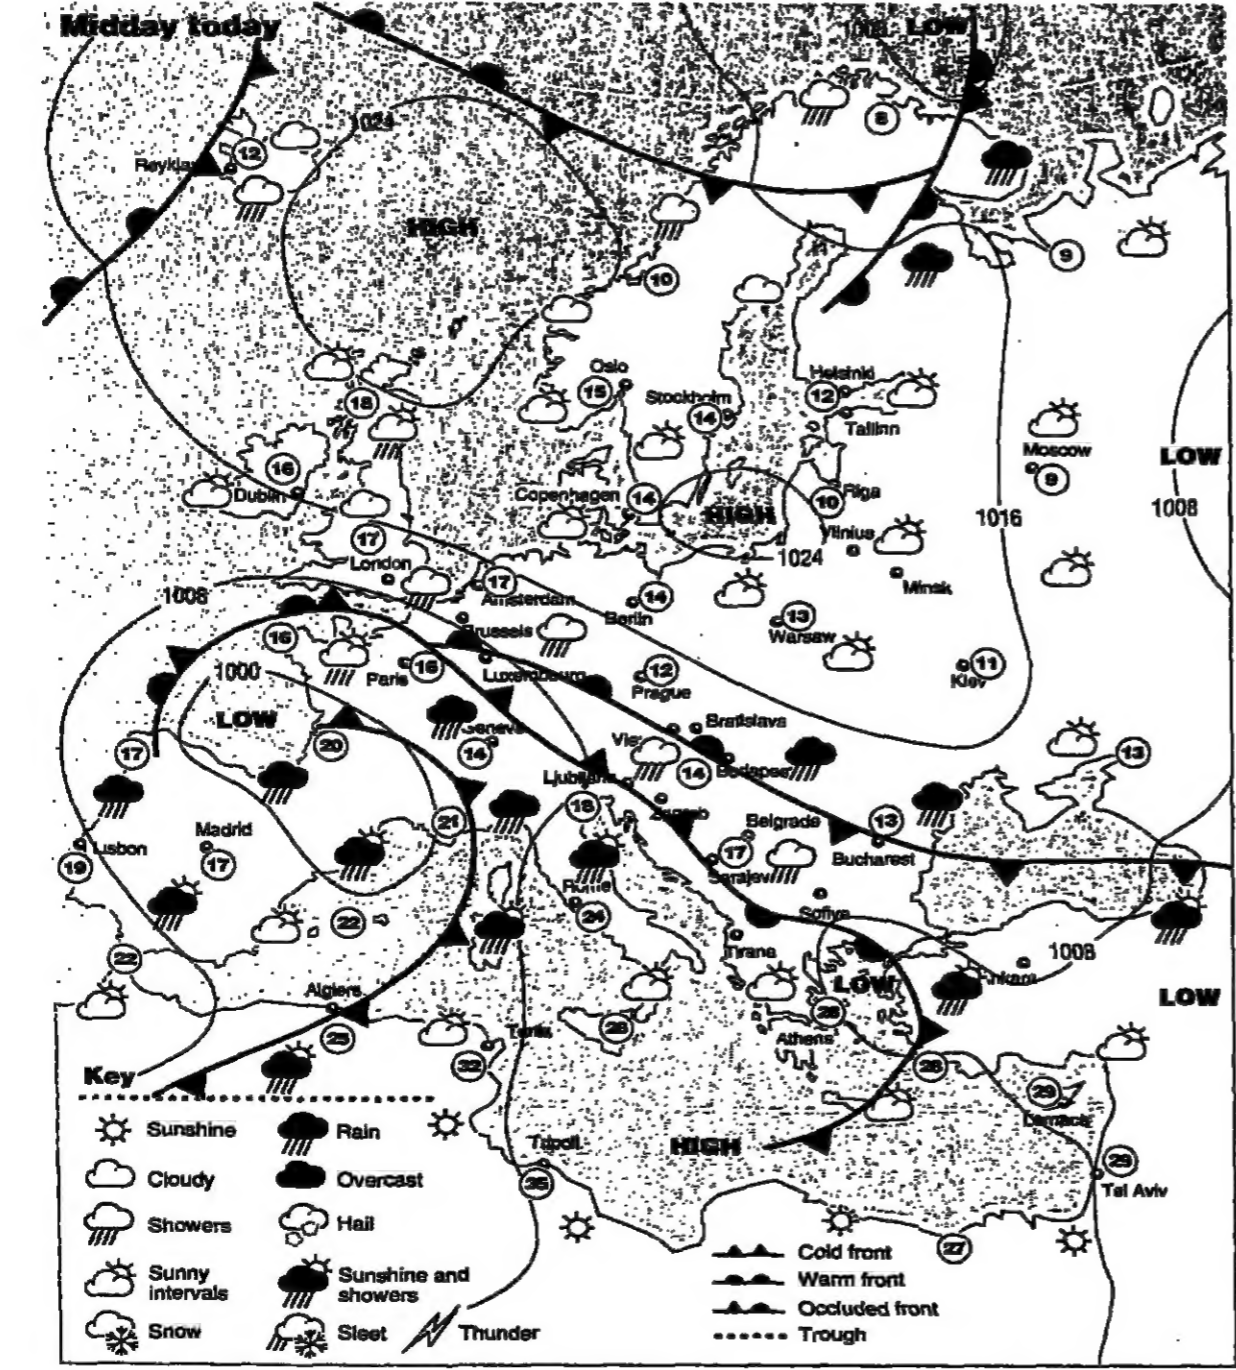 Midday today
1008
LOW
1024
8
12
HIGH
10
9
Oslo
15
Helsinki
12
Stockholm
14
Tallinn
18
Moscow
9
LOW
16
Dublin
Copenhagen
14
10
Riga
1008
HIGH
1016
17
Vilnius
London
1024
17
Amsterdam
Minsk
1008
14
Berlin
13
Warsaw
16
Brussels
1000
Paris
16
Luxembourg
12
Prague
11
Kiev
LOW
Geneva
Bratislava
17
20
14
14
Budapest
13
Ljubljana
18
Zagreb
Madrid
21
Belgrade
13
Lisbon
17
17
Bucharest
19
Sarajevo
Rome
22
24
Sofiya
22
Tirana
1008
Ankara
Algiers
LOW
LOW
28
25
Tunis
28
Athens
32
28
Key
29
Larnaca
Sunshine
Rain
Tripoli
HIGH
29
Cloudy
Overcast
35
Tel Aviv
Showers
Hail
27
Cold front
Sunny
intervals
Sunshine and
showers
Warm front
Occluded front
Snow
Sleet
Thunder
Trough